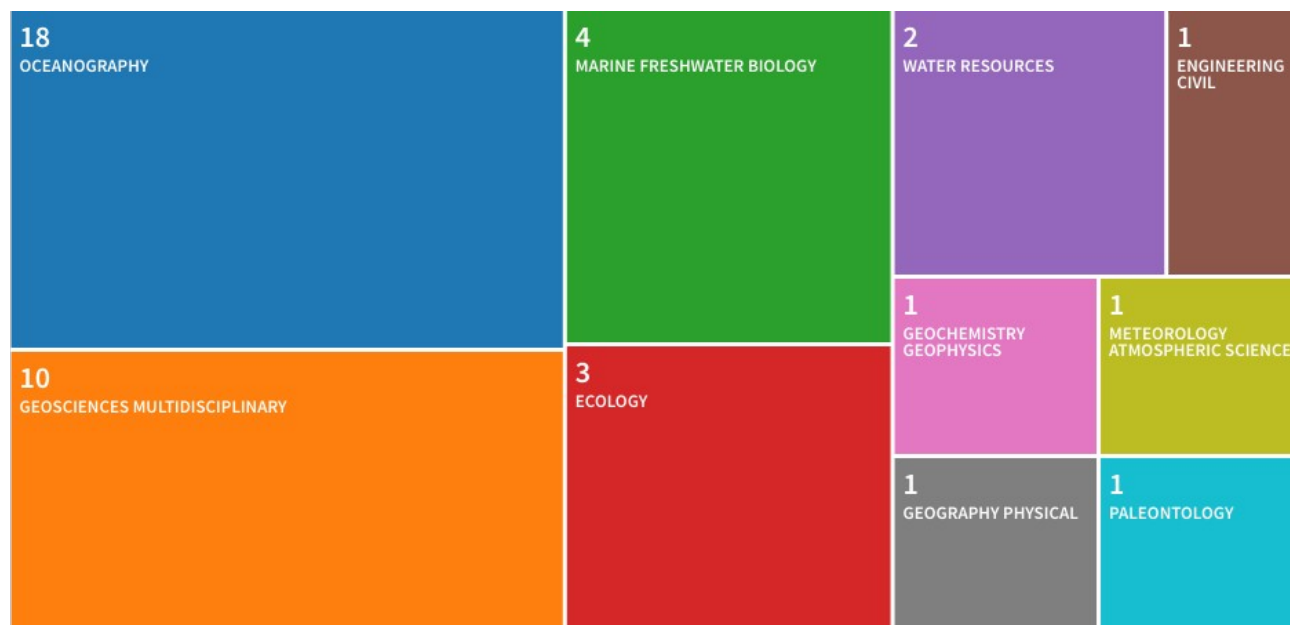 18
OCEANOGRAPHY
4
MARINE FRESHWATER BIOLOGY
2
WATER RESOURCES
1
ENGINEERING
CIVIL
10
GEOSCIENCES MULTIDISCIPLINARY
3
ECOLOGY
1
GEOCHEMISTRY
GEOPHYSICS
1
METEOROLOGY
ATMOSPHERIC SCIENCE
1
GEOGRAPHY PHYSICAL
1
PALEONTOLOGY